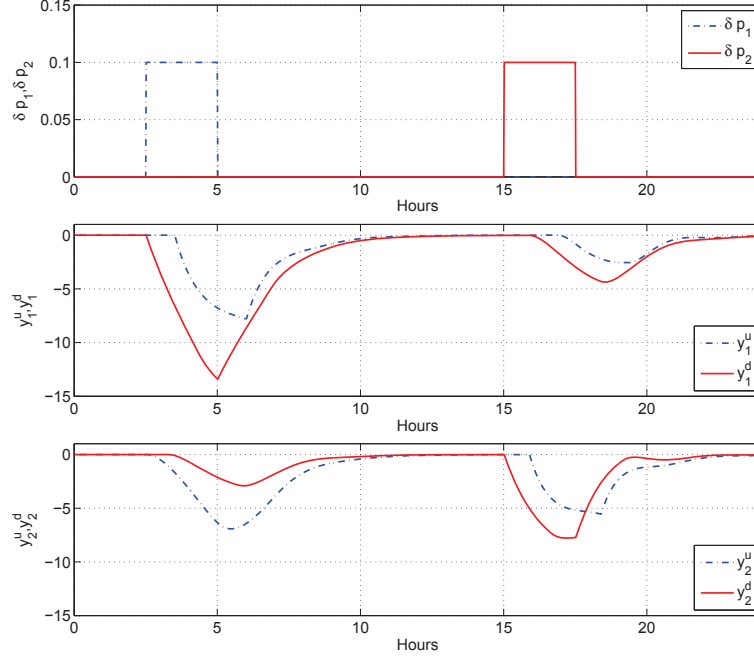 0.15
0.1
0.05
0
δ p₁,δ p₂
δ p₁
δ p₂
0 5 10 15 20
Hours
0
−5
−10
−15
y₁ᵘ,y₁ᵈ
y₁ᵘ
y₁ᵈ
0 5 10 15 20
Hours
0
−5
−10
−15
y₂ᵘ,y₂ᵈ
y₂ᵘ
y₂ᵈ
0 5 10 15 20
Hours